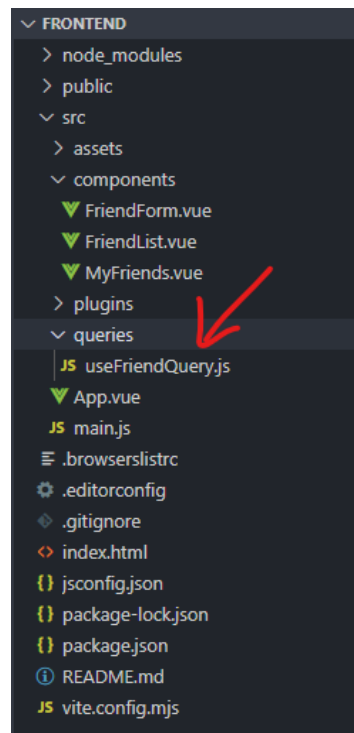 FRONTEND
node_modules
public
src
assets
components
FriendForm.vue
FriendList.vue
MyFriends.vue
plugins
queries
JS useFriendQuery.js
App.vue
JS main.js
.browserslistrc
.editorconfig
.gitignore
<> index.html
{} jsconfig.json
{} package-lock.json
{} package.json
README.md
JS vite.config.mjs